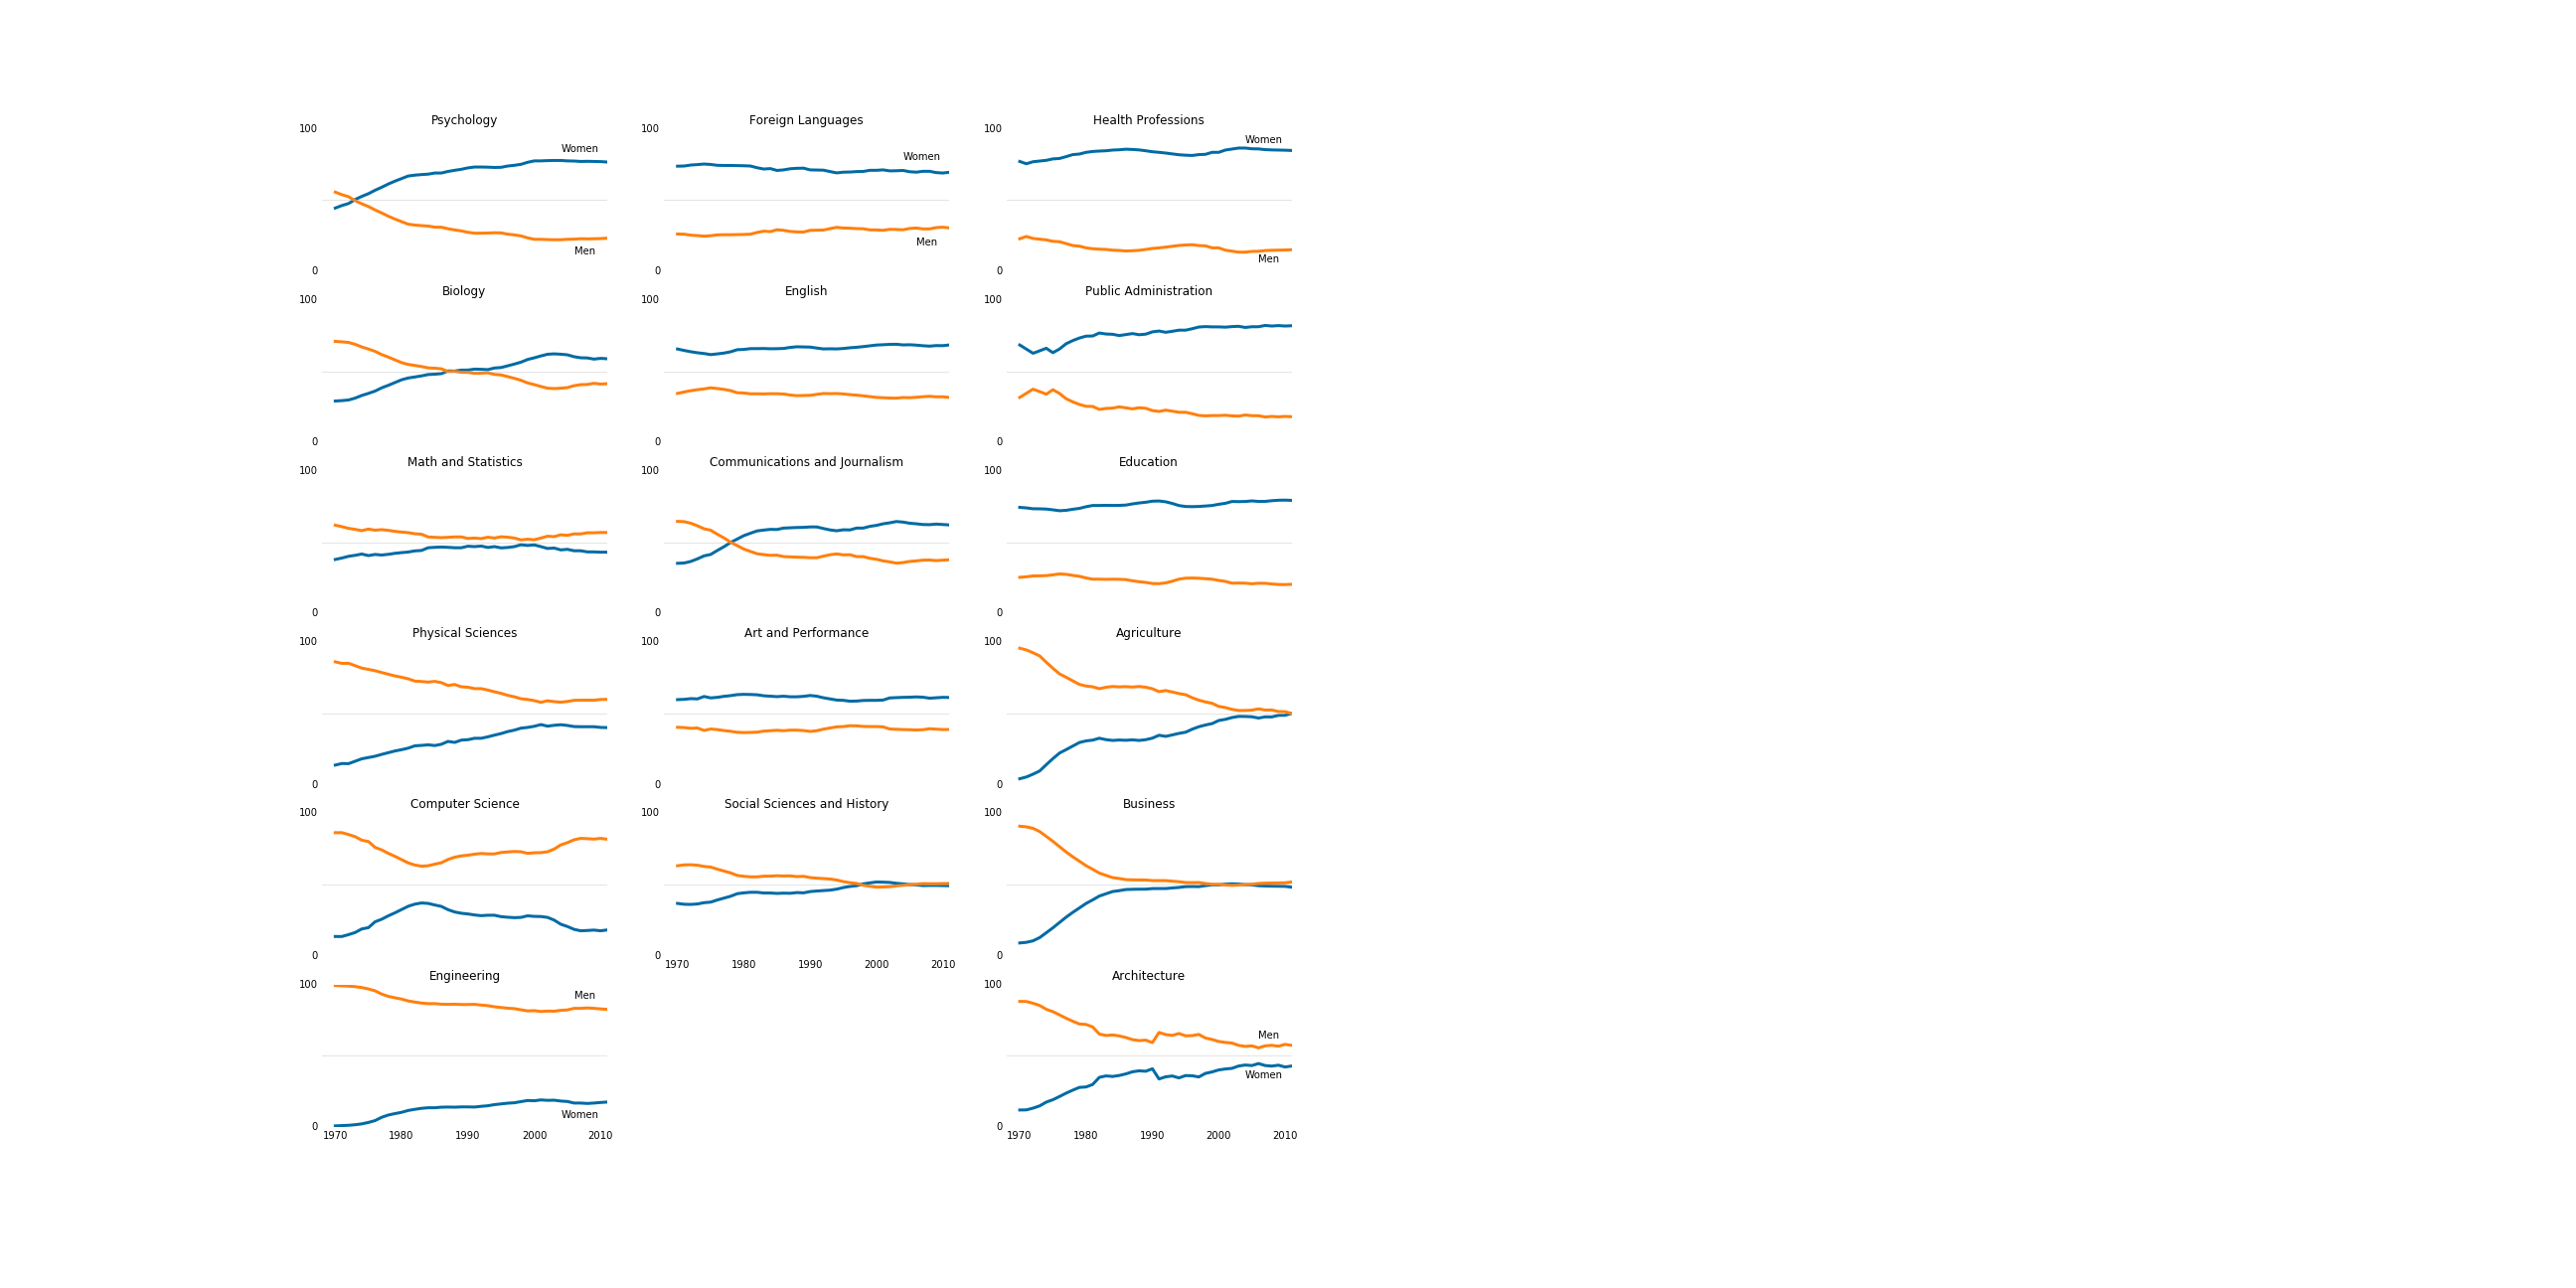 Psychology
100
Women
Men
0
Foreign Languages
100
Women
Men
0
Health Professions
100
Women
Men
0
Biology
100
0
English
100
0
Public Administration
100
0
Math and Statistics
100
0
Communications and Journalism
100
0
Education
100
0
Physical Sciences
100
0
Art and Performance
100
0
Agriculture
100
0
Computer Science
100
0
Social Sciences and History
100
0
1970 1980 1990 2000 2010
Business
100
0
Engineering
100
Men
Women
0
1970 1980 1990 2000 2010
Architecture
100
Men
Women
0
1970 1980 1990 2000 2010